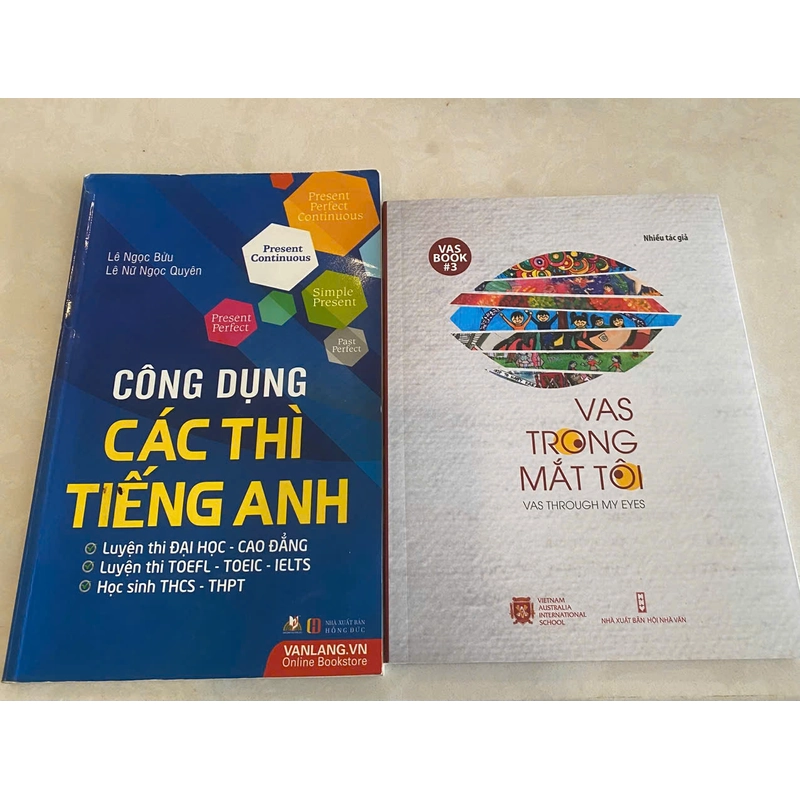 Present
Perfect
Continuous
Lê Ngọc Bửu
Lê Nữ Ngọc Quyên
Present
Continuous
Simple
Present
Present
Perfect
Past
Perfect
CÔNG DỤNG
CÁC THÌ
TIẾNG ANH
Luyện thi ĐẠI HỌC - CAO ĐẲNG
Luyện thi TOEFL - TOEIC - IELTS
Học sinh THCS - THPT
NHÀ XUẤT BẢN
HỒNG ĐỨC
VANLANG.VN
Online Bookstore
VAS
BOOK
#3
Nhiều tác giả
VAS
TRONG
MẮT TÔI
VAS THROUGH MY EYES
VIETNAM
AUSTRALIA
INTERNATIONAL
SCHOOL
NHÀ XUẤT BẢN HỘI NHÀ VĂN